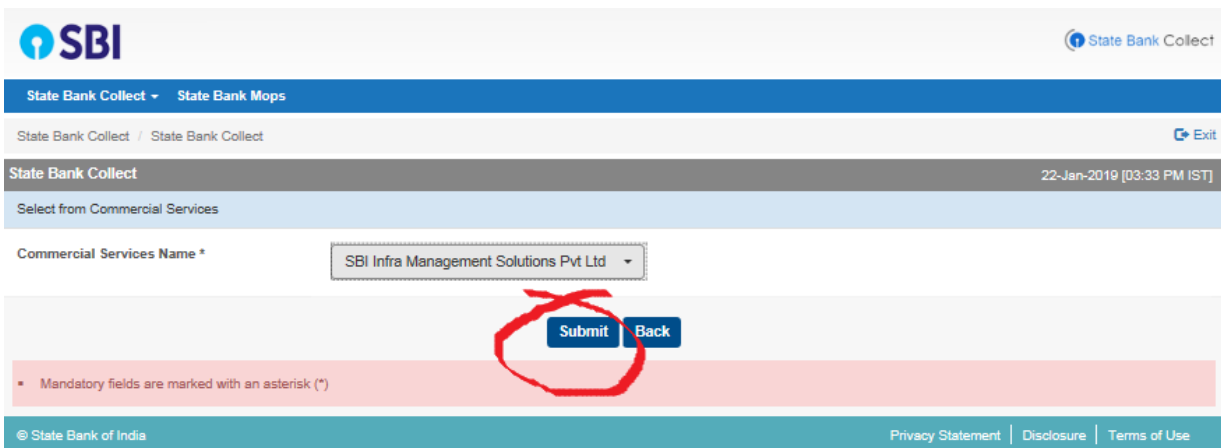 SBI
State Bank Collect
State Bank Collect State Bank Mops
State Bank Collect / State Bank Collect Exit
State Bank Collect 22-Jan-2019 [03:33 PM IST]
Select from Commercial Services
Commercial Services Name * SBI Infra Management Solutions Pvt Ltd
Submit Back
Mandatory fields are marked with an asterisk (*)
© State Bank of India Privacy Statement | Disclosure | Terms of Use